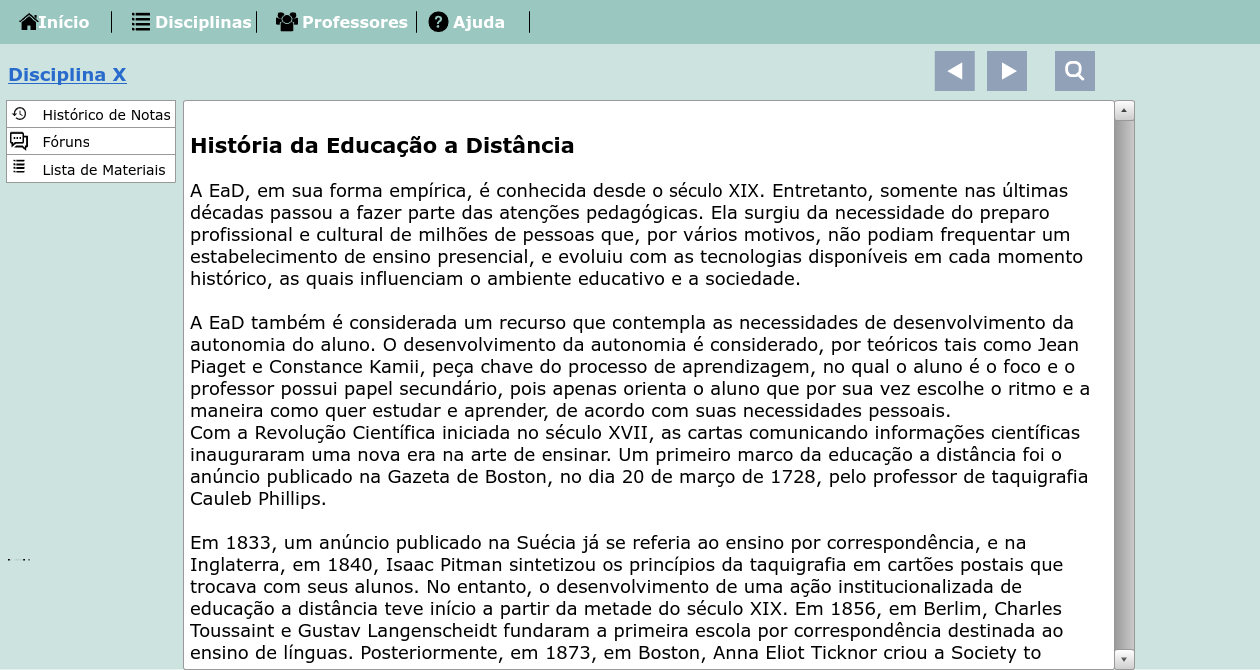 Início Disciplinas Professores Ajuda
Disciplina X
Histórico de Notas
Fóruns
Lista de Materiais
História da Educação a Distância
A EaD, em sua forma empírica, é conhecida desde o século XIX. Entretanto, somente nas últimas
décadas passou a fazer parte das atenções pedagógicas. Ela surgiu da necessidade do preparo
profissional e cultural de milhões de pessoas que, por vários motivos, não podiam frequentar um
estabelecimento de ensino presencial, e evoluiu com as tecnologias disponíveis em cada momento
histórico, as quais influenciam o ambiente educativo e a sociedade.
A EaD também é considerada um recurso que contempla as necessidades de desenvolvimento da
autonomia do aluno. O desenvolvimento da autonomia é considerado, por teóricos tais como Jean
Piaget e Constance Kamii, peça chave do processo de aprendizagem, no qual o aluno é o foco e o
professor possui papel secundário, pois apenas orienta o aluno que por sua vez escolhe o ritmo e a
maneira como quer estudar e aprender, de acordo com suas necessidades pessoais.
Com a Revolução Científica iniciada no século XVII, as cartas comunicando informações científicas
inauguraram uma nova era na arte de ensinar. Um primeiro marco da educação a distância foi o
anúncio publicado na Gazeta de Boston, no dia 20 de março de 1728, pelo professor de taquigrafia
Cauleb Phillips.
Em 1833, um anúncio publicado na Suécia já se referia ao ensino por correspondência, e na
Inglaterra, em 1840, Isaac Pitman sintetizou os princípios da taquigrafia em cartões postais que
trocava com seus alunos. No entanto, o desenvolvimento de uma ação institucionalizada de
educação a distância teve início a partir da metade do século XIX. Em 1856, em Berlim, Charles
Toussaint e Gustav Langenscheidt fundaram a primeira escola por correspondência destinada ao
ensino de línguas. Posteriormente, em 1873, em Boston, Anna Eliot Ticknor criou a Society to